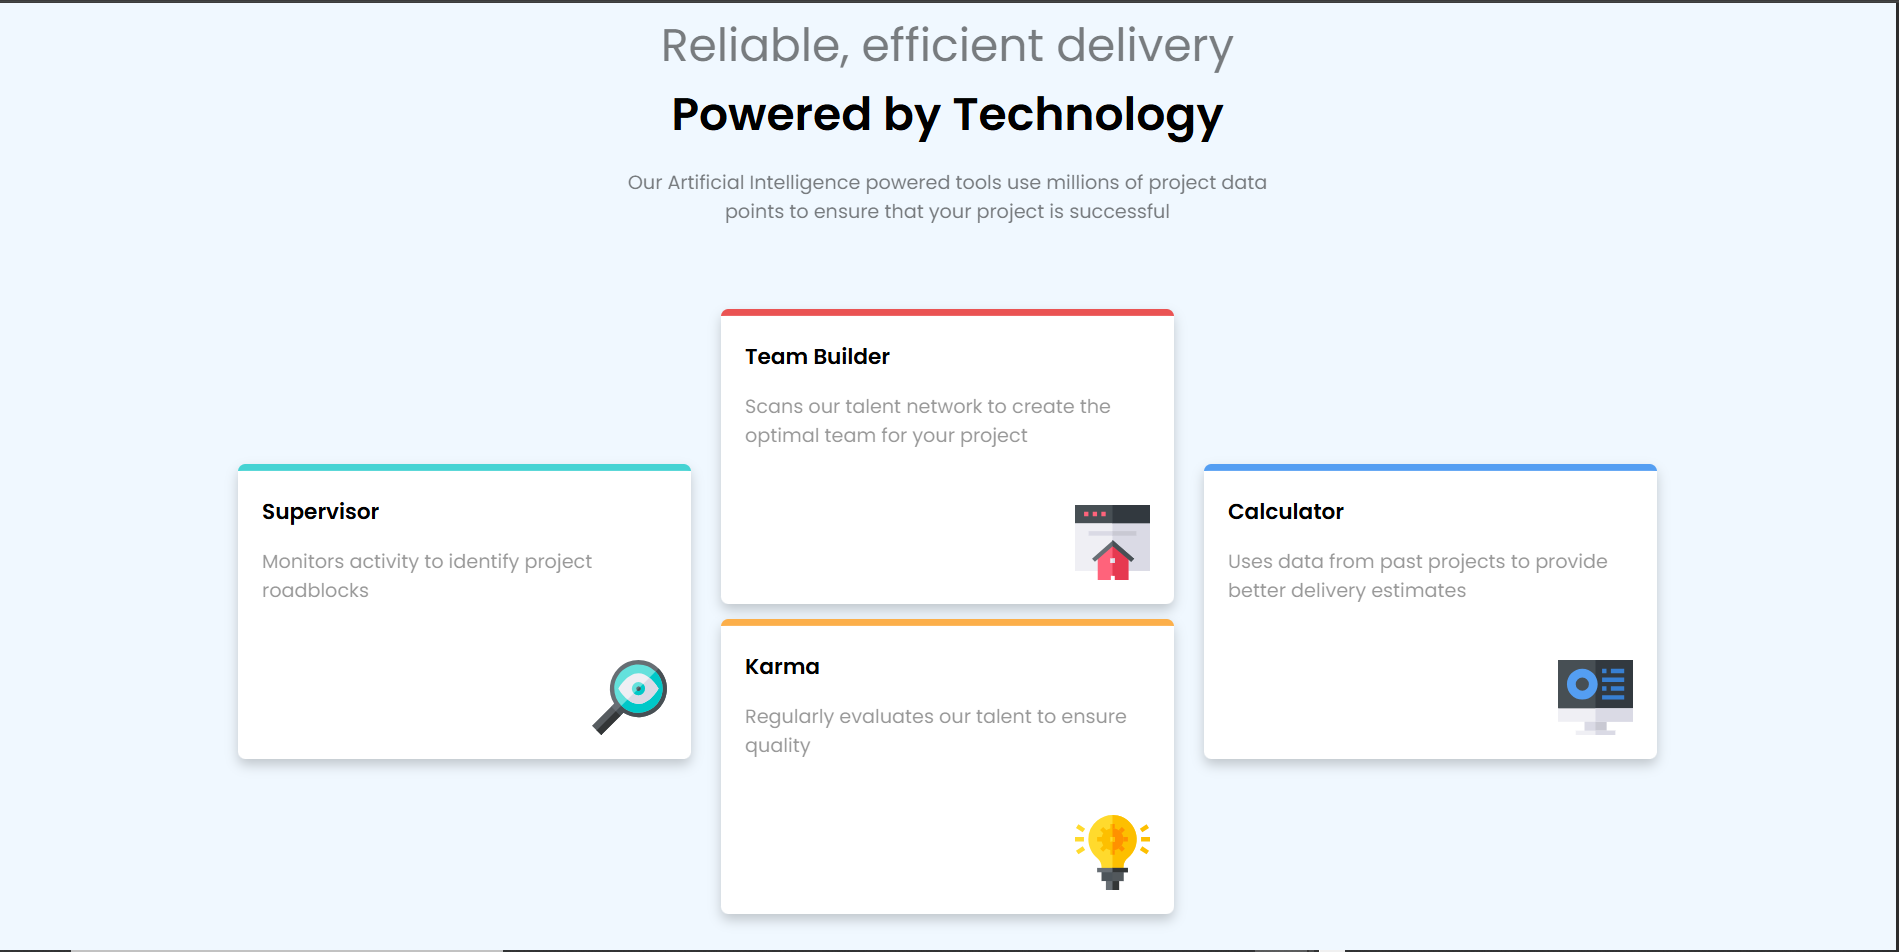 Reliable, efficient delivery
Powered by Technology
Our Artificial Intelligence powered tools use millions of project data
points to ensure that your project is successful
Team Builder
Scans our talent network to create the
optimal team for your project
Supervisor
Monitors activity to identify project
roadblocks
Calculator
Uses data from past projects to provide
better delivery estimates
Karma
Regularly evaluates our talent to ensure
quality